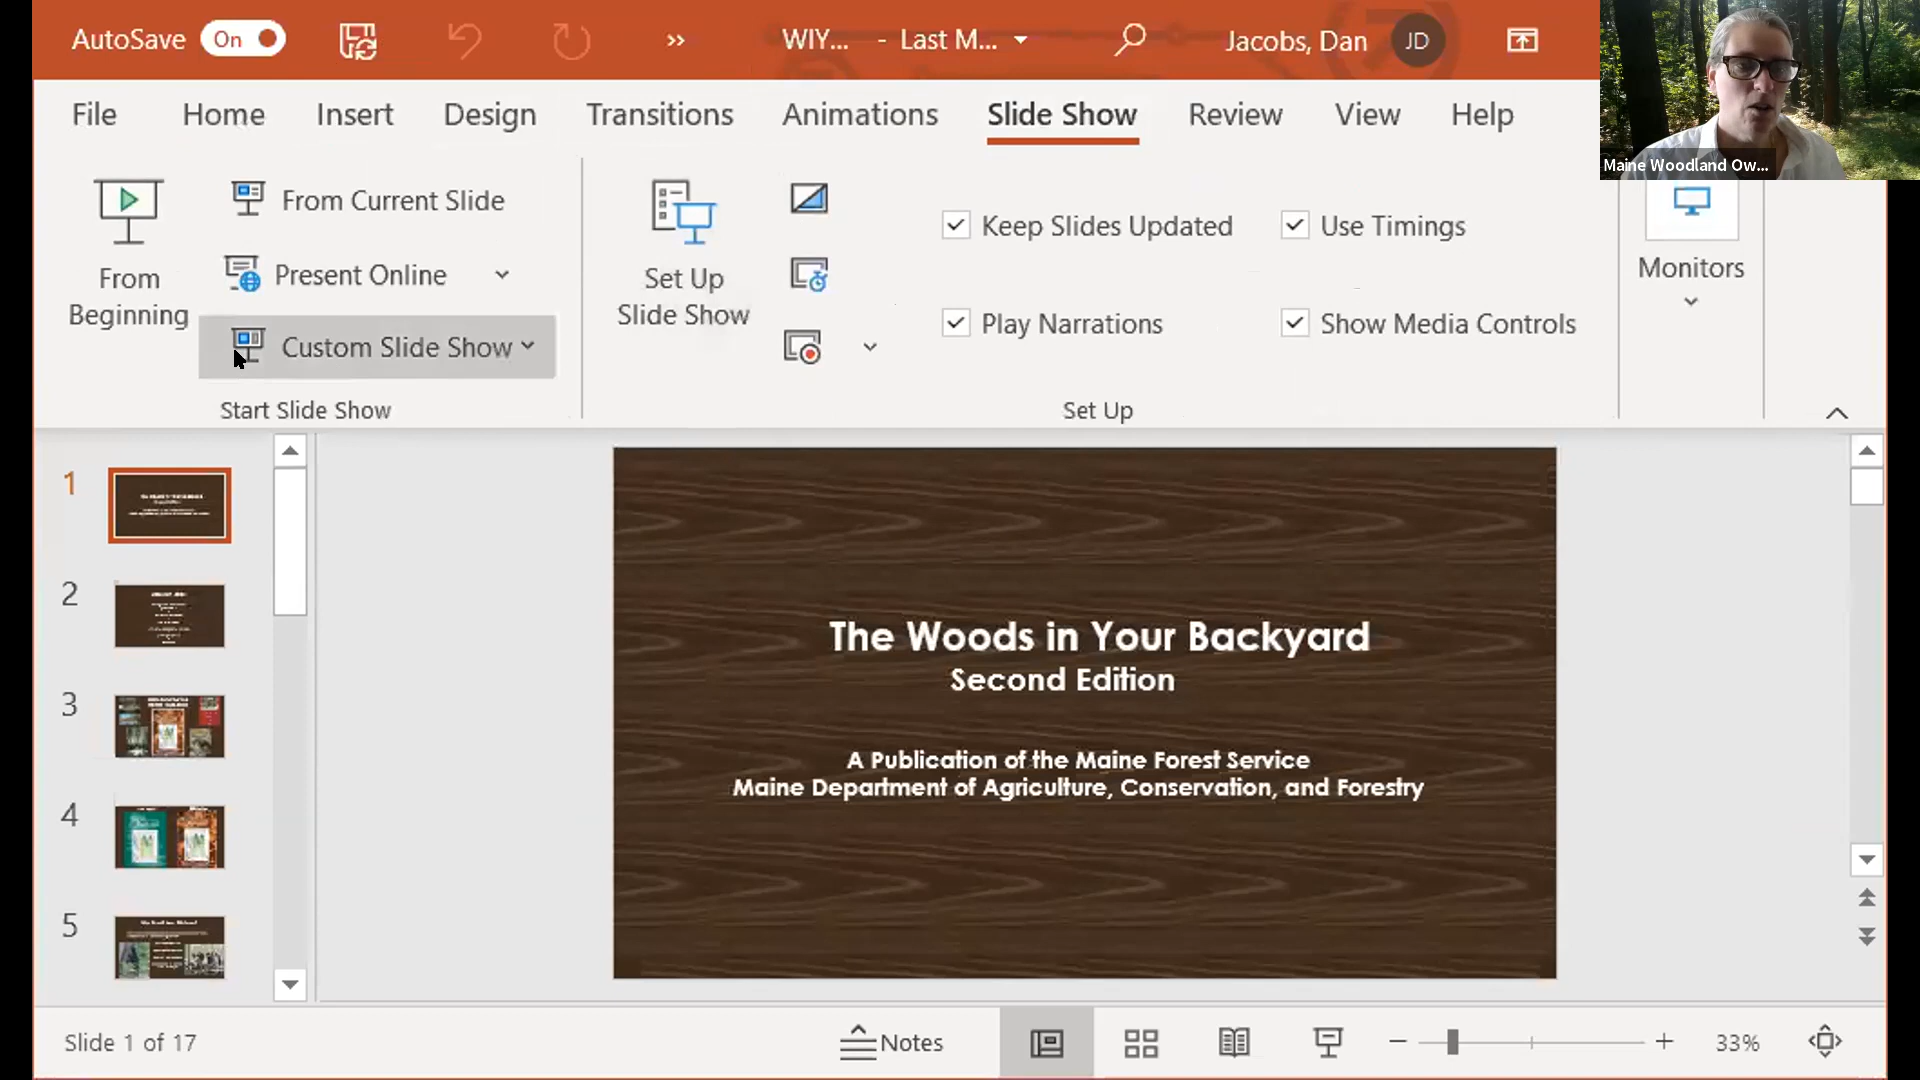 AutoSave On WIY... - Last M... Jacobs, Dan JD
File Home Insert Design Transitions Animations Slide Show Review View Help
Maine Woodland Ow...
From Beginning
From Current Slide
Present Online
Custom Slide Show
Start Slide Show
Set Up
Slide Show
Keep Slides Updated
Use Timings
Play Narrations
Show Media Controls
Set Up
Monitors
1
2
3
4
5
The Woods in Your Backyard
Second Edition
A Publication of the Maine Forest Service
Maine Department of Agriculture, Conservation, and Forestry
Slide 1 of 17
Notes
33%